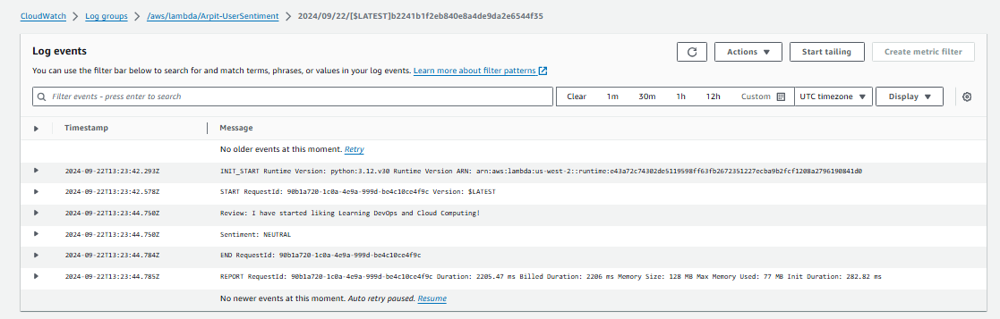 CloudWatch > Log groups > /aws/lambda/Arpit-UserSentiment > 2024/09/22/[$LATEST]b2241b1f2eb840e8a4de9da2e6544f35
Log events
Actions ▼ Start tailing Create metric filter
You can use the filter bar below to search for and match terms, phrases, or values in your log events. Learn more about filter patterns
Filter events - press enter to search Clear 1m 30m 1h 12h Custom UTC timezone ▼ Display ▼
Timestamp Message
No older events at this moment. Retry
2024-09-22T13:23:42.293Z INIT_START Runtime Version: python:3.12.v30 Runtime Version ARN: arn:aws:lambda:us-west-2::runtime:e43a72c74302de5119598ff63fb2672351227ecba9b2fcf1208a2796190841d0
2024-09-22T13:23:42.578Z START RequestId: 90b1a720-1c0a-4e9a-999d-be4c10ce4f9c Version: $LATEST
2024-09-22T13:23:44.750Z Review: I have started liking Learning DevOps and Cloud Computing!
2024-09-22T13:23:44.750Z Sentiment: NEUTRAL
2024-09-22T13:23:44.784Z END RequestId: 90b1a720-1c0a-4e9a-999d-be4c10ce4f9c
2024-09-22T13:23:44.785Z REPORT RequestId: 90b1a720-1c0a-4e9a-999d-be4c10ce4f9c Duration: 2205.47 ms Billed Duration: 2206 ms Memory Size: 128 MB Max Memory Used: 77 MB Init Duration: 282.82 ms
No newer events at this moment. Auto retry paused. Resume